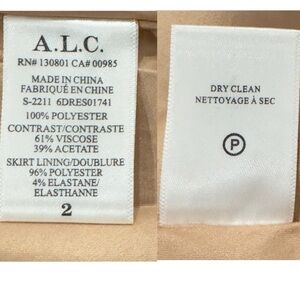 A.L.C.
RN# 130801 CA# 00985
MADE IN CHINA
FABRIQUÉ EN CHINE
S-2211 6DRES01741
100% POLYESTER
CONTRAST/CONTRASTE
61% VISCOSE
39% ACETATE
SKIRT LINING/DOUBLURE
96% POLYESTER
4% ELASTANE/
ELASTHANNE
2
DRY CLEAN
NETTOYAGE À SEC
P